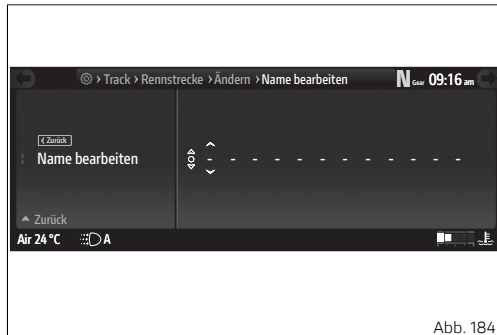 Track › Rennstrecke › Ändern › Name bearbeiten N Gear 09:16 am
‹ Zurück
Name bearbeiten
- - - - - - - - - - - -
Zurück
Air 24 °C A
Abb. 184